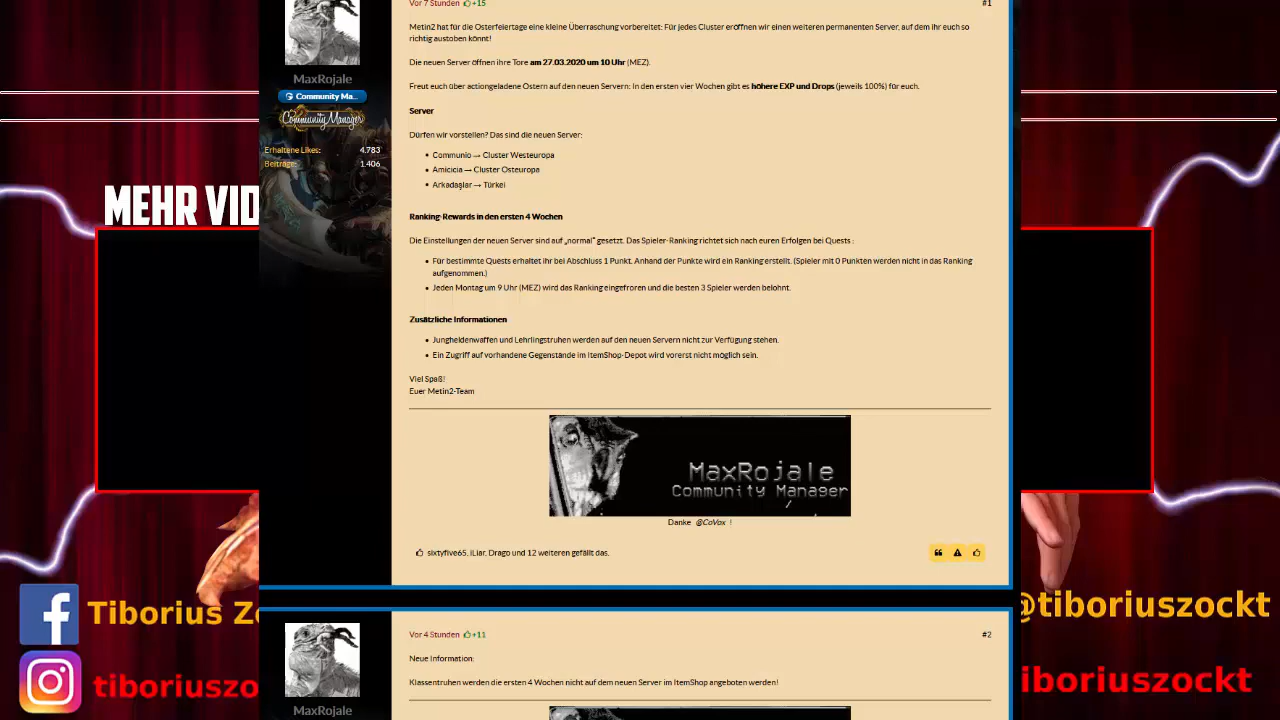 Vor 7 Stunden +15
#1
Metin2 hat für die Osterfeiertage eine kleine Überraschung vorbereitet: Für jedes Cluster eröffnen wir einen weiteren permanenten Server, auf dem ihr euch so
richtig austoben könnt!
Die neuen Server öffnen ihre Tore am 27.03.2020 um 10 Uhr (MEZ).
Freut euch über actiongeladene Ostern auf den neuen Servern: In den ersten vier Wochen gibt es höhere EXP und Drops (jeweils 100%) für euch.
Server
Dürfen wir vorstellen? Das sind die neuen Server:
• Communio → Cluster Westeuropa
• Amicicia → Cluster Osteuropa
• Arkadaşlar → Türkei
Ranking-Rewards in den ersten 4 Wochen
Die Einstellungen der neuen Server sind auf „normal“ gesetzt. Das Spieler-Ranking richtet sich nach euren Erfolgen bei Quests :
• Für bestimmte Quests erhaltet ihr bei Abschluss 1 Punkt. Anhand der Punkte wird ein Ranking erstellt. (Spieler mit 0 Punkten werden nicht in das Ranking
aufgenommen.)
• Jeden Montag um 9 Uhr (MEZ) wird das Ranking eingefroren und die besten 3 Spieler werden belohnt.
Zusätzliche Informationen
• Jungheldenwaffen und Lehrlingstruhen werden auf den neuen Servern nicht zur Verfügung stehen.
• Ein Zugriff auf vorhandene Gegenstände im ItemShop-Depot wird vorerst nicht möglich sein.
Viel Spaß!
Euer Metin2-Team
MaxRojale
Community Manager
Danke @CoVox !
sixtyfive65, iLiar, Drago und 12 weiteren gefällt das.
MaxRojale
Community Ma...
Community Manager
Erhaltene Likes: 4.783
Beiträge: 1.406
MEHR VID
Tiborius Zo
tiboriuszo
@tiboriuszockt
iboriuszockt
Vor 4 Stunden +11
#2
Neue Information:
Klassentruhen werden die ersten 4 Wochen nicht auf dem neuen Server im ItemShop angeboten werden!
MaxRojale